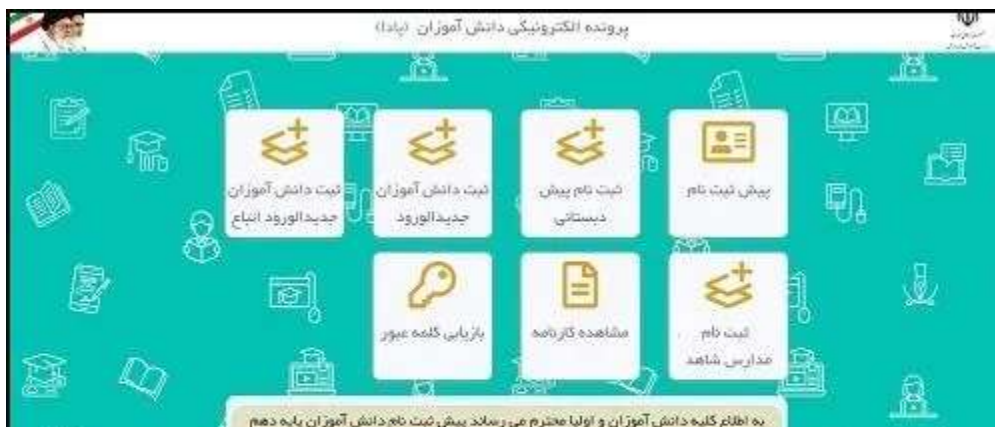 پرونده الکترونیکی دانش آموزان (پادا)
پیش ثبت نام
ثبت نام پیش
دبستانی
ثبت دانش آموزان
جدیدالورود
ثبت دانش آموزان
جدیدالورود اتباع
ثبت نام
مدارس شاهد
مشاهده کارنامه
بازیابی کلمه عبور
به اطلاع کلیه دانش آموزان و اولیا محترم می رساند پیش ثبت نام دانش آموزان پایه دهم